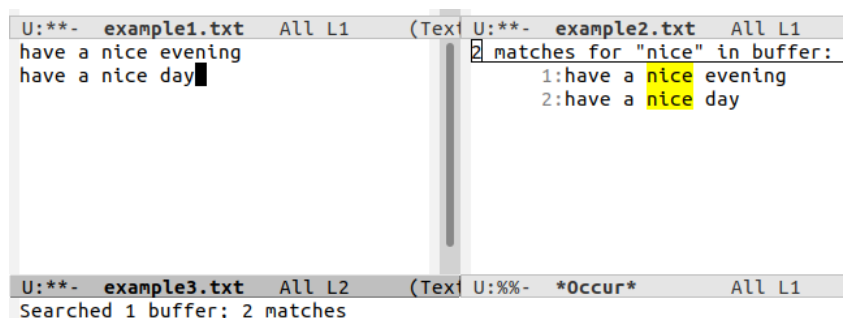 U:**-  example1.txt   All L1     (Text
have a nice evening
have a nice day
U:**-  example3.txt   All L2     (Text
U:**-  example2.txt   All L1
2 matches for "nice" in buffer:
1:have a nice evening
2:have a nice day
U:%%-  *Occur*        All L1
Searched 1 buffer; 2 matches